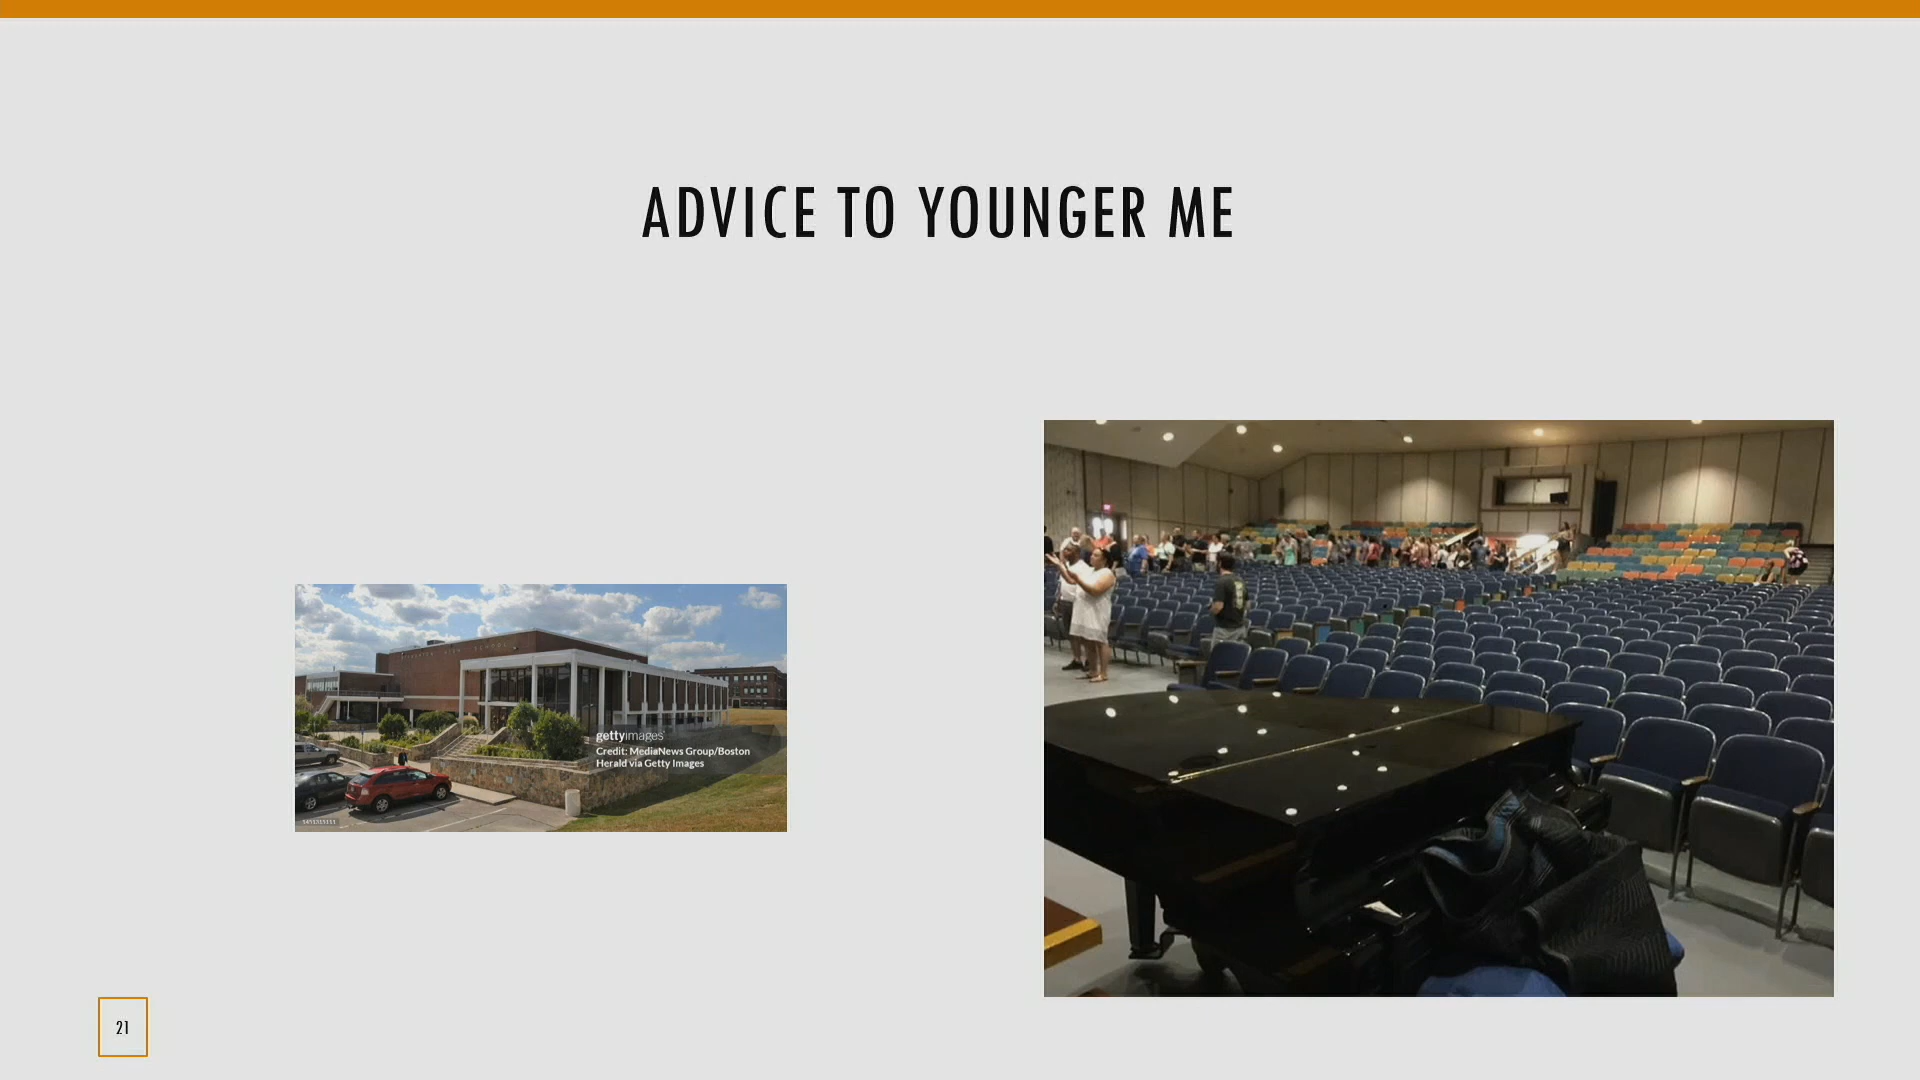 ADVICE TO YOUNGER ME
gettyimages
Credit: MediaNews Group/Boston
Herald via Getty Images
21